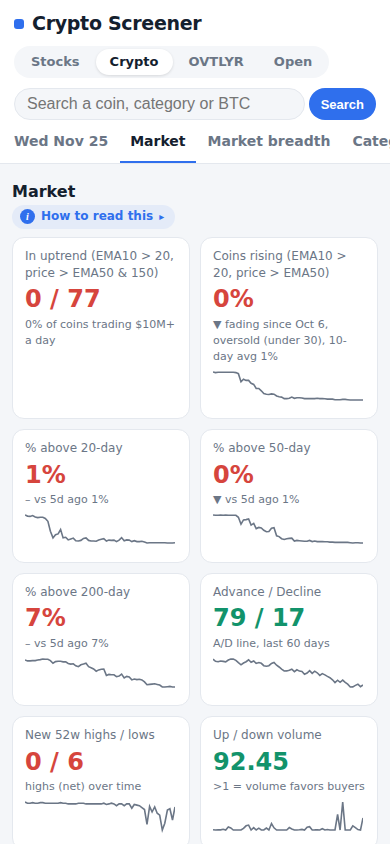 Crypto Screener
Stocks
Crypto
OVTLYR
Open
Search a coin, category or BTC
Search
Wed Nov 25
Market
Market breadth
Cate
Market
i How to read this ▸
In uptrend (EMA10 > 20,
price > EMA50 & 150)
0 / 77
0% of coins trading $10M+
a day
Coins rising (EMA10 >
20, price > EMA50)
0%
▼ fading since Oct 6,
oversold (under 30), 10-
day avg 1%
% above 20-day
1%
– vs 5d ago 1%
% above 50-day
0%
▼ vs 5d ago 1%
% above 200-day
7%
– vs 5d ago 7%
Advance / Decline
79 / 17
A/D line, last 60 days
New 52w highs / lows
0 / 6
highs (net) over time
Up / down volume
92.45
>1 = volume favors buyers